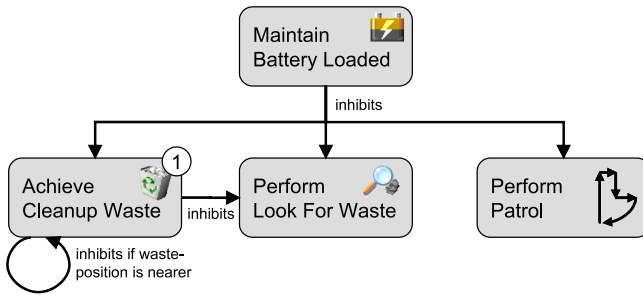 Maintain
Battery Loaded
inhibits
1
Achieve
Cleanup Waste
inhibits
Perform
Look For Waste
Perform
Patrol
inhibits if waste-
position is nearer